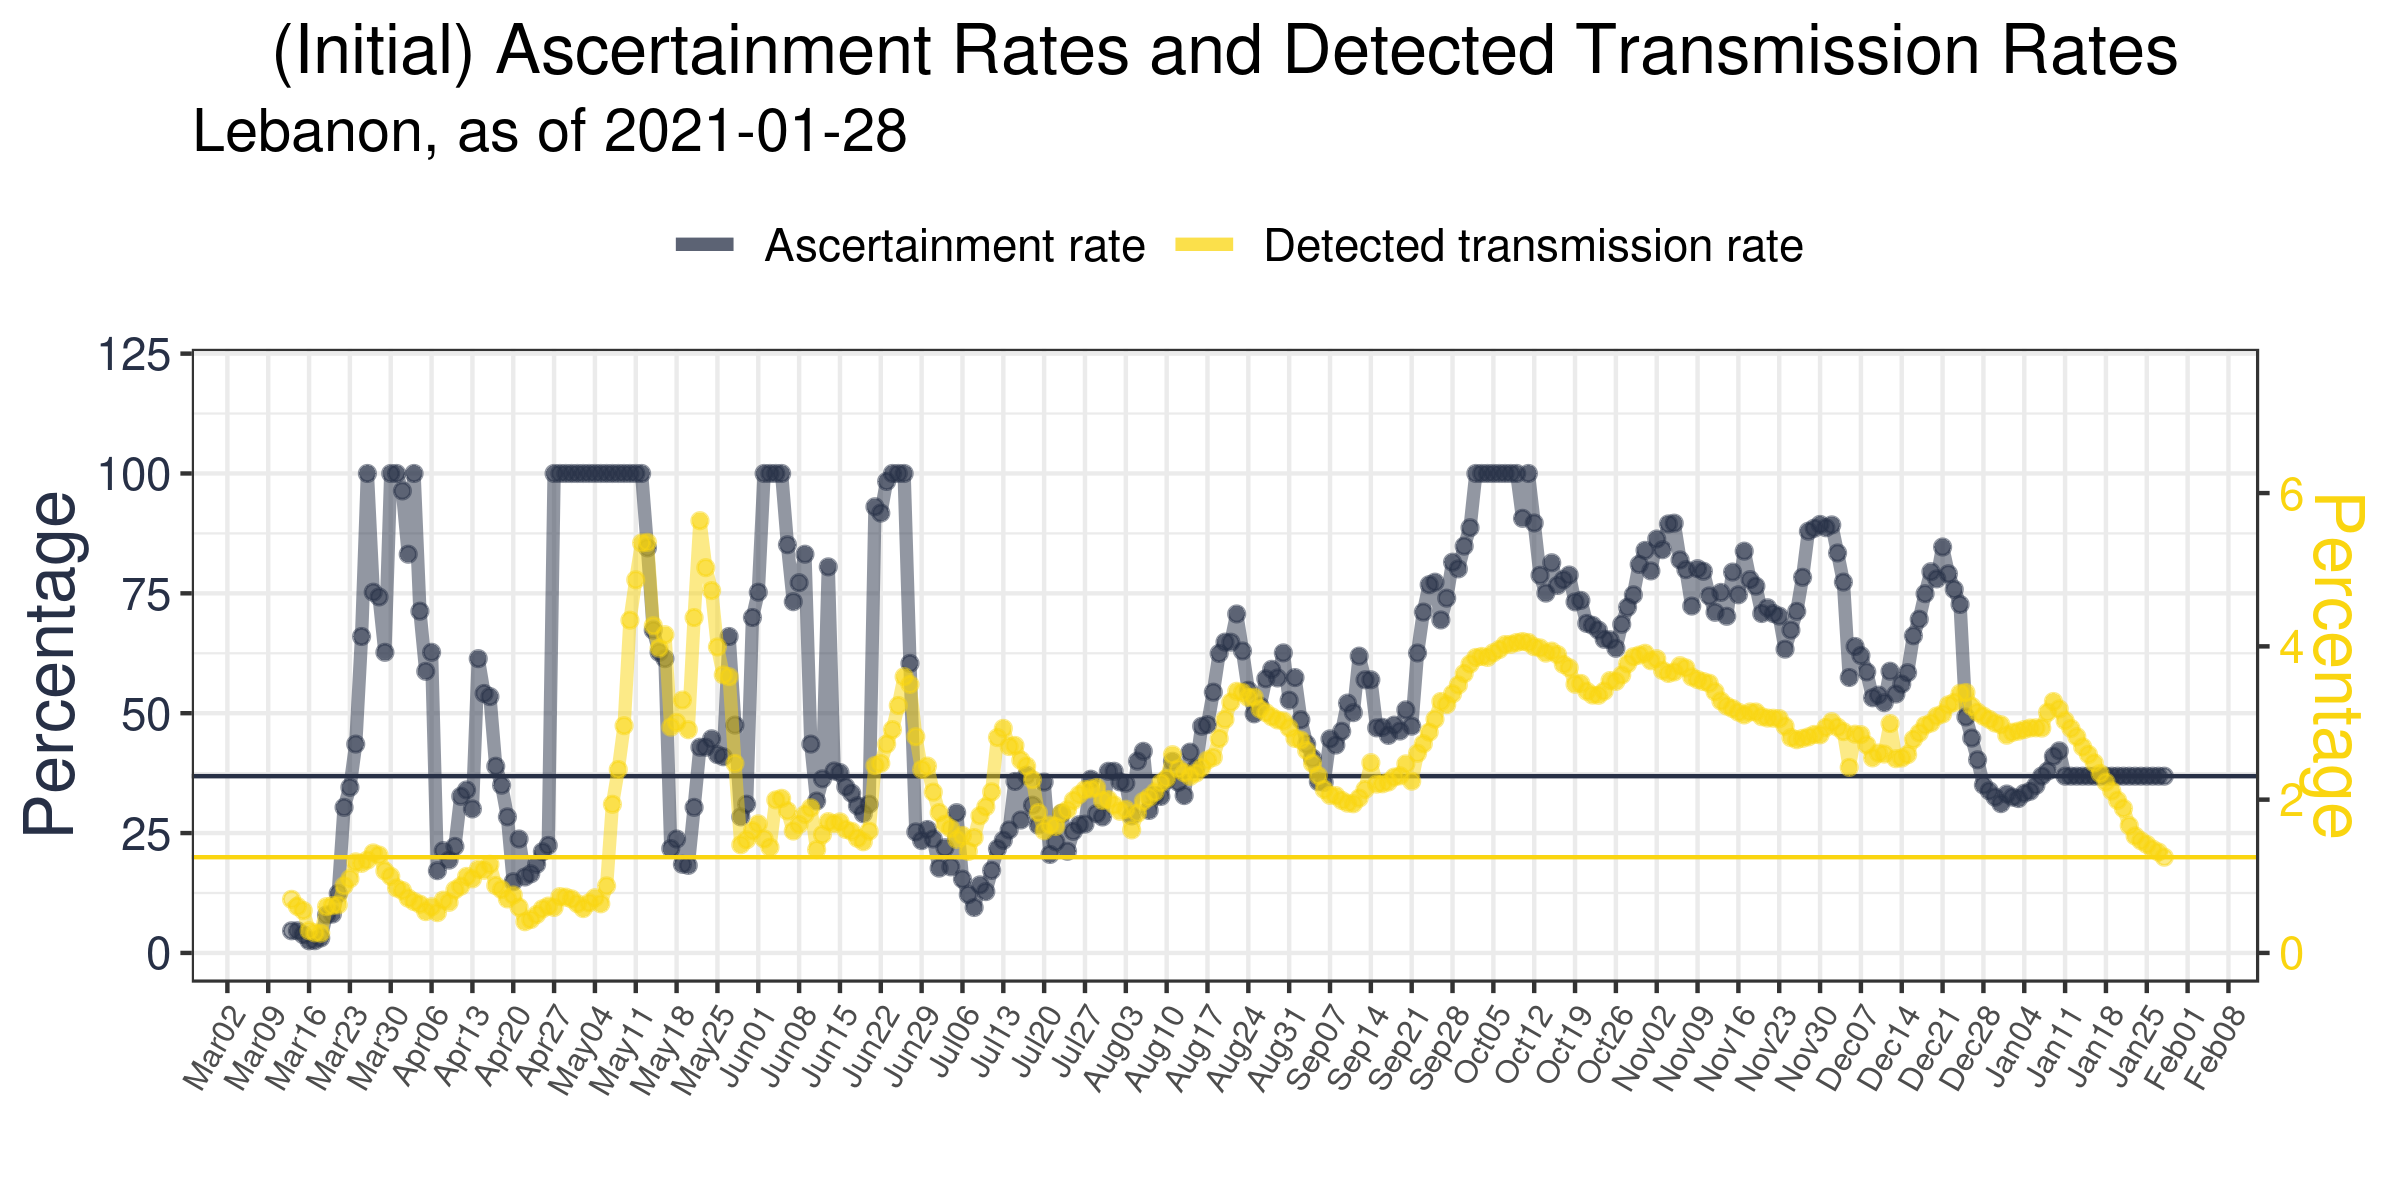 (Initial) Ascertainment Rates and Detected Transmission Rates
Lebanon, as of 2021-01-28
Ascertainment rate
Detected transmission rate
Percentage
125
100
75
50
25
0
6
4
2
0
Percentage
Mar02
Mar09
Mar16
Mar23
Mar30
Apr06
Apr13
Apr20
Apr27
May04
May11
May18
May25
Jun01
Jun08
Jun15
Jun22
Jun29
Jul06
Jul13
Jul20
Jul27
Aug03
Aug10
Aug17
Aug24
Aug31
Sep07
Sep14
Sep21
Sep28
Oct05
Oct12
Oct19
Oct26
Nov02
Nov09
Nov16
Nov23
Nov30
Dec07
Dec14
Dec21
Dec28
Jan04
Jan11
Jan18
Jan25
Feb01
Feb08